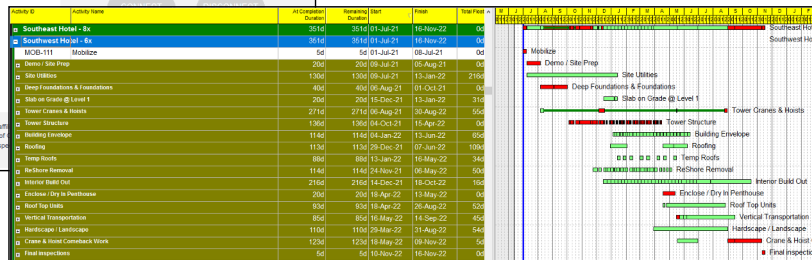 CONNECT DISCONNECT
Activity ID Activity Name At Completion Duration Remaining Duration Start Finish Total Float
M J J A S O N D J F M A M J J A S O N D J F
Southeast Hotel - 8x 351d 351d 01-Jul-21 16-Nov-22 0d Southeast Ho
Southwest Hotel - 6x 351d 351d 01-Jul-21 16-Nov-22 0d Southwest Ho
MOB-111 Mobilize 5d 5d 01-Jul-21 08-Jul-21 0d Mobilize
Demo / Site Prep 20d 20d 09-Jul-21 05-Aug-21 0d Demo / Site Prep
Site Utilities 130d 130d 09-Jul-21 13-Jan-22 216d Site Utilities
Deep Foundations & Foundations 40d 40d 06-Aug-21 01-Oct-21 0d Deep Foundations & Foundations
Slab on Grade @ Level 1 20d 20d 15-Dec-21 13-Jan-22 31d Slab on Grade @ Level 1
Tower Cranes & Hoists 271d 271d 06-Aug-21 30-Aug-22 55d Tower Cranes & Hoists
Tower Structure 136d 136d 04-Oct-21 15-Apr-22 0d Tower Structure
Building Envelope 114d 114d 04-Jan-22 13-Jun-22 65d Building Envelope
Roofing 113d 113d 29-Dec-21 07-Jun-22 109d Roofing
Temp Roofs 88d 88d 13-Jan-22 16-May-22 34d Temp Roofs
ReShore Removal 114d 114d 24-Nov-21 06-May-22 50d ReShore Removal
Interior Build Out 216d 216d 14-Dec-21 18-Oct-22 16d Interior Build Out
Enclose / Dry In Penthouse 20d 20d 18-Apr-22 13-May-22 0d Enclose / Dry In Penthouse
Roof Top Units 93d 93d 18-Apr-22 26-Aug-22 52d Roof Top Units
Vertical Transportation 85d 85d 16-May-22 14-Sep-22 45d Vertical Transportation
Hardscape / Landscape 110d 110d 29-Mar-22 31-Aug-22 54d Hardscape / Landscape
Crane & Hoist Comeback Work 123d 123d 18-May-22 09-Nov-22 5d Crane & Hoist
Final Inspections 5d 5d 10-Nov-22 16-Nov-22 0d Final inspectio